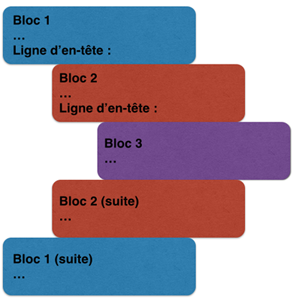 Bloc 1
…
Ligne d’en-tête :
Bloc 2
…
Ligne d’en-tête :
Bloc 3
…
Bloc 2 (suite)
…
Bloc 1 (suite)
…